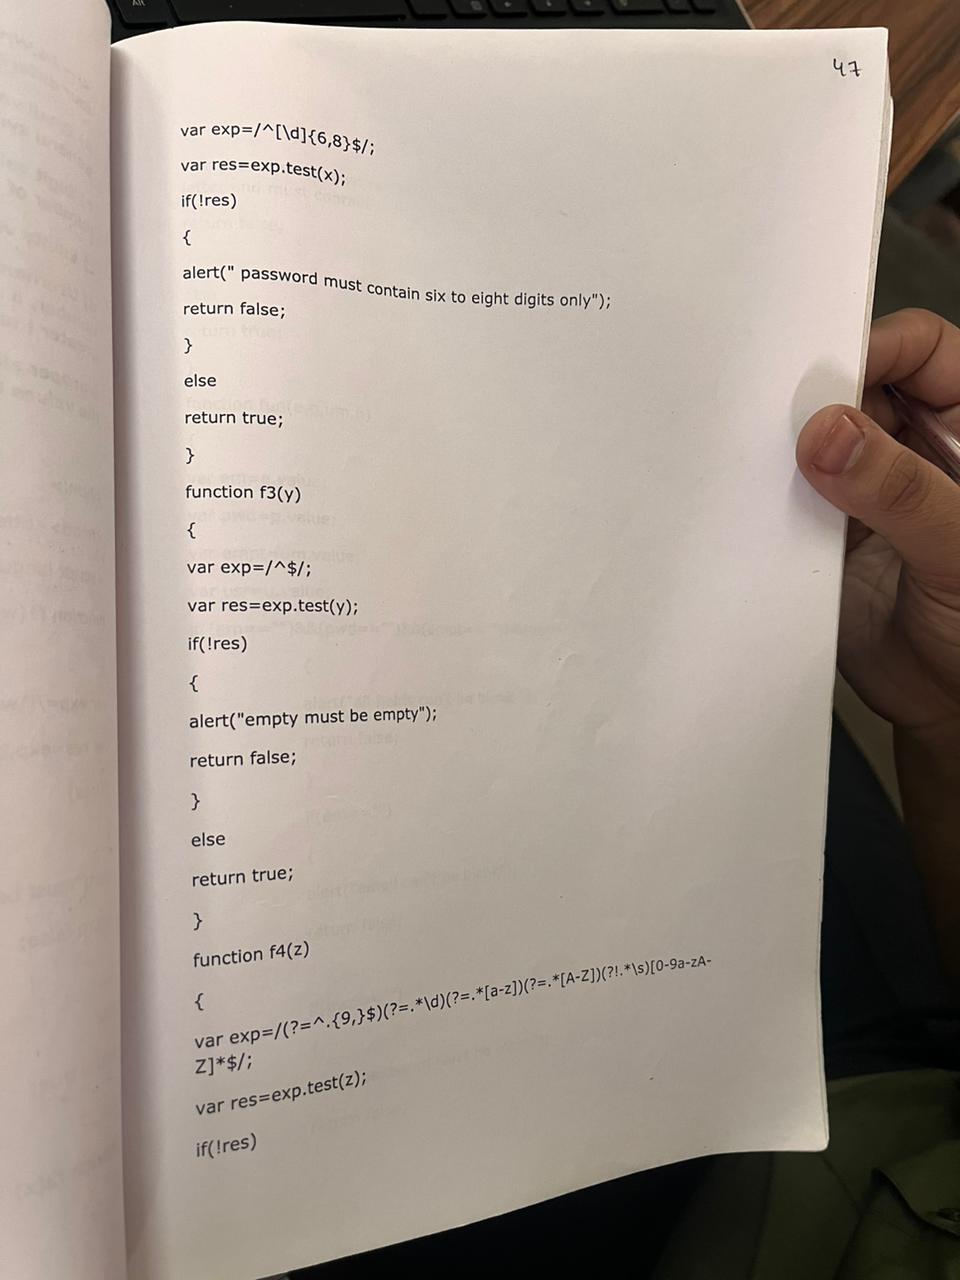 47
var exp=/^[\d]{6,8}$/;
var res=exp.test(x);
if(!res)
{
alert(" password must contain six to eight digits only");
return false;
}
else
return true;
}
function f3(y)
{
var exp=/^$/;
var res=exp.test(y);
if(!res)
{
alert("empty must be empty");
return false;
}
else
return true;
}
function f4(z)
{
var exp=/(?=^.{9,}$)(?=.*\d)(?=.*[a-z])(?=.*[A-Z])(?!.*\s)[0-9a-zA-
Z]*$/;
var res=exp.test(z);
if(!res)